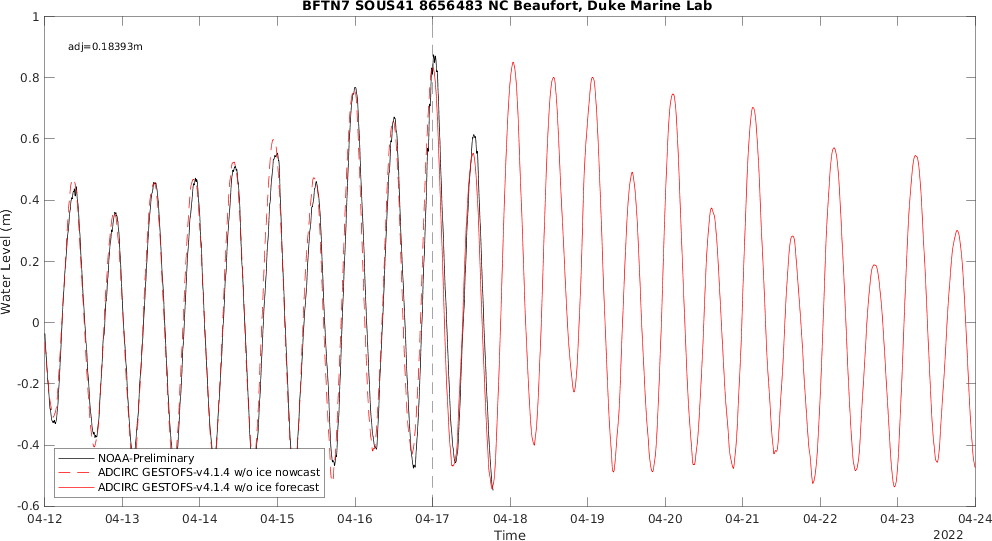 BFTN7 SOUS41 8656483 NC Beaufort, Duke Marine Lab
adj=0.18393m
Water Level (m)
1
0.8
0.6
0.4
0.2
0
-0.2
-0.4
-0.6
NOAA-Preliminary
ADCIRC GESTOFS-v4.1.4 w/o ice nowcast
ADCIRC GESTOFS-v4.1.4 w/o ice forecast
04-12 04-13 04-14 04-15 04-16 04-17 04-18 04-19 04-20 04-21 04-22 04-23 04-24
Time
2022